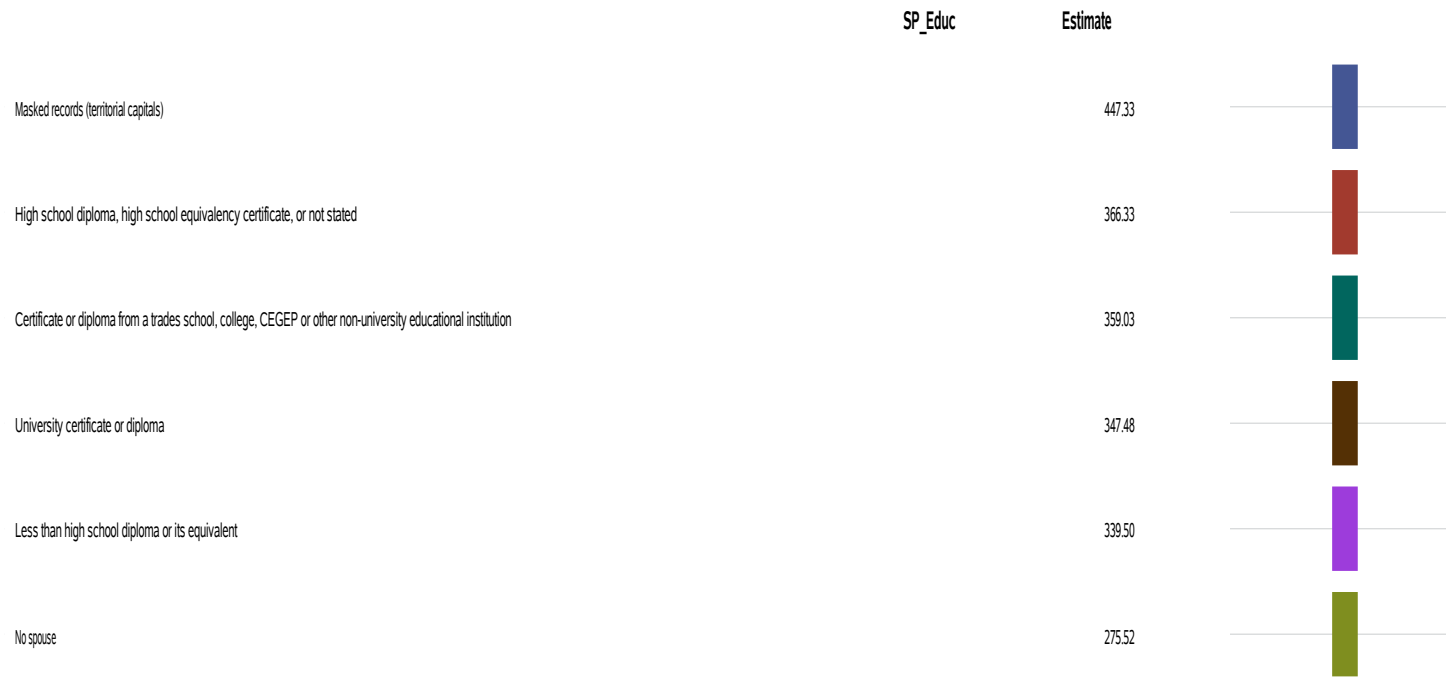 SP_Educ Estimate
Masked records (territorial capitals) 447.33
High school diploma, high school equivalency certificate, or not stated 366.33
Certificate or diploma from a trades school, college, CEGEP or other non-university educational institution 359.03
University certificate or diploma 347.48
Less than high school diploma or its equivalent 339.50
No spouse 275.52